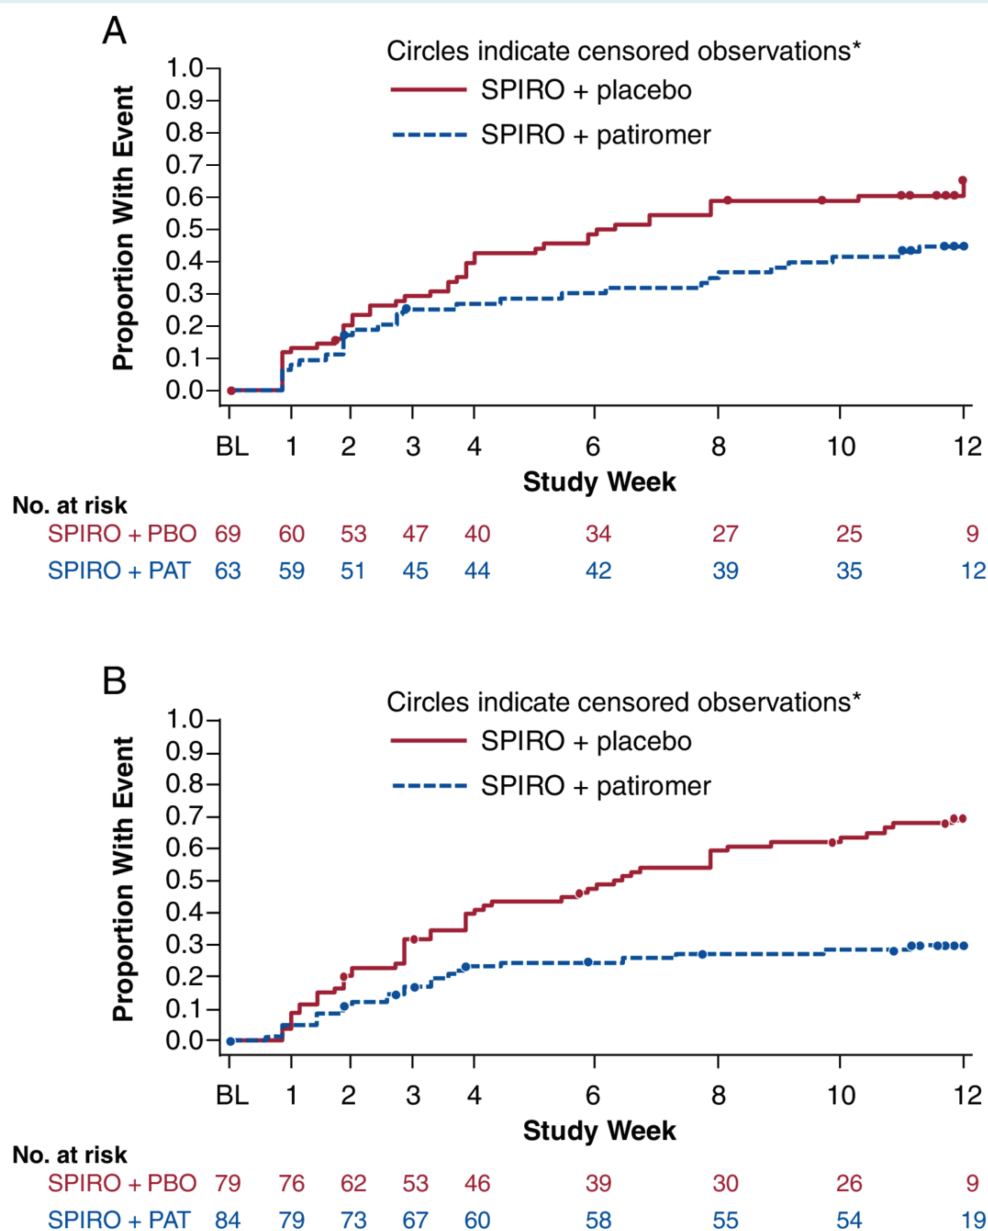 A
Circles indicate censored observations*
SPIRO + placebo
SPIRO + patiromer
Proportion With Event
1.0
0.9
0.8
0.7
0.6
0.5
0.4
0.3
0.2
0.1
0.0
BL 1 2 3 4 6 8 10 12
Study Week
No. at risk
SPIRO + PBO 69 60 53 47 40 34 27 25 9
SPIRO + PAT 63 59 51 45 44 42 39 35 12
B
Circles indicate censored observations*
SPIRO + placebo
SPIRO + patiromer
Proportion With Event
1.0
0.9
0.8
0.7
0.6
0.5
0.4
0.3
0.2
0.1
0.0
BL 1 2 3 4 6 8 10 12
Study Week
No. at risk
SPIRO + PBO 79 76 62 53 46 39 30 26 9
SPIRO + PAT 84 79 73 67 60 58 55 54 19